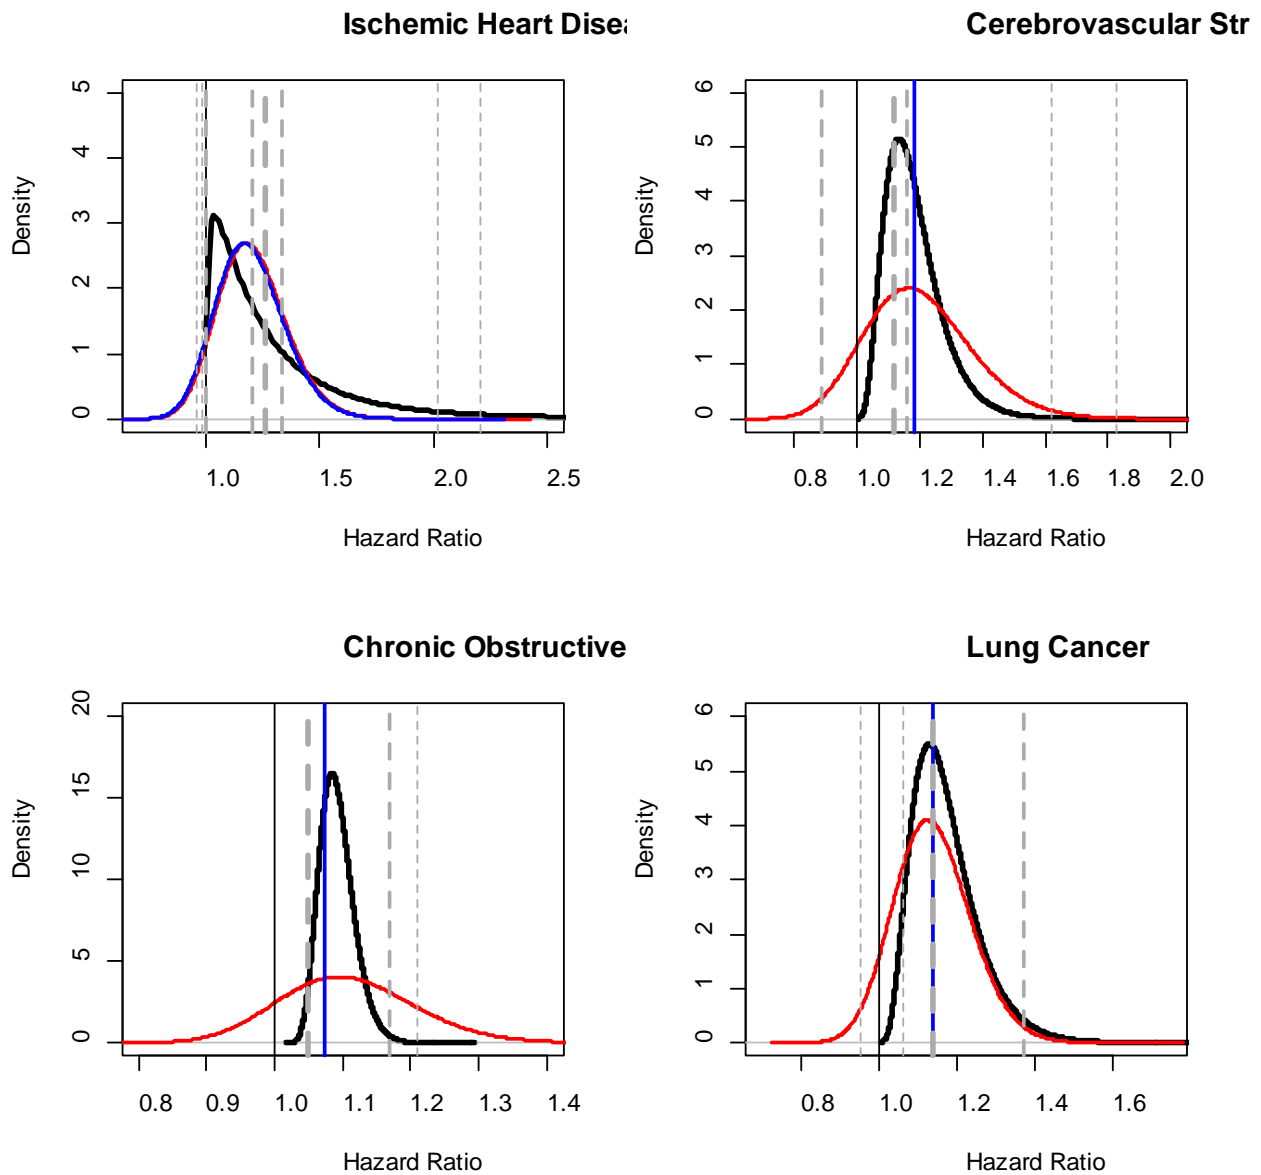 Ischemic Heart Dise
Density
0 1 2 3 4 5
1.0 1.5 2.0 2.5
Hazard Ratio
Cerebrovascular Str
Density
0 1 2 3 4 5 6
0.8 1.0 1.2 1.4 1.6 1.8 2.0
Hazard Ratio
Chronic Obstructive
Density
0 5 10 15 20
0.8 0.9 1.0 1.1 1.2 1.3 1.4
Hazard Ratio
Lung Cancer
Density
0 1 2 3 4 5 6
0.8 1.0 1.2 1.4 1.6
Hazard Ratio